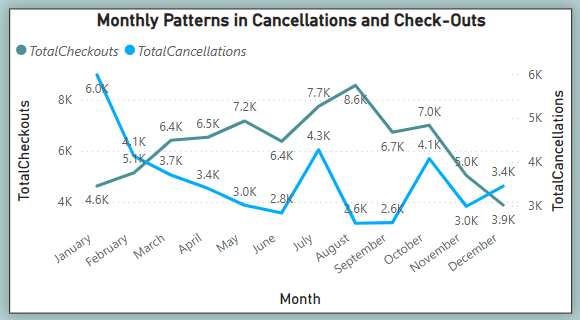 Monthly Patterns in Cancellations and Check-Outs
TotalCheckouts TotalCancellations
TotalCheckouts
8K
6K
4K
6.0K
4.1K
3.7K
3.4K
3.0K
2.8K
4.3K
2.6K
2.6K
4.1K
3.0K
3.4K
4.6K
5.1K
6.4K
6.5K
7.2K
6.4K
7.7K
8.6K
6.7K
7.0K
5.0K
3.9K
6K
5K
4K
3K
TotalCancellations
January
February
March
April
May
June
July
August
September
October
November
December
Month